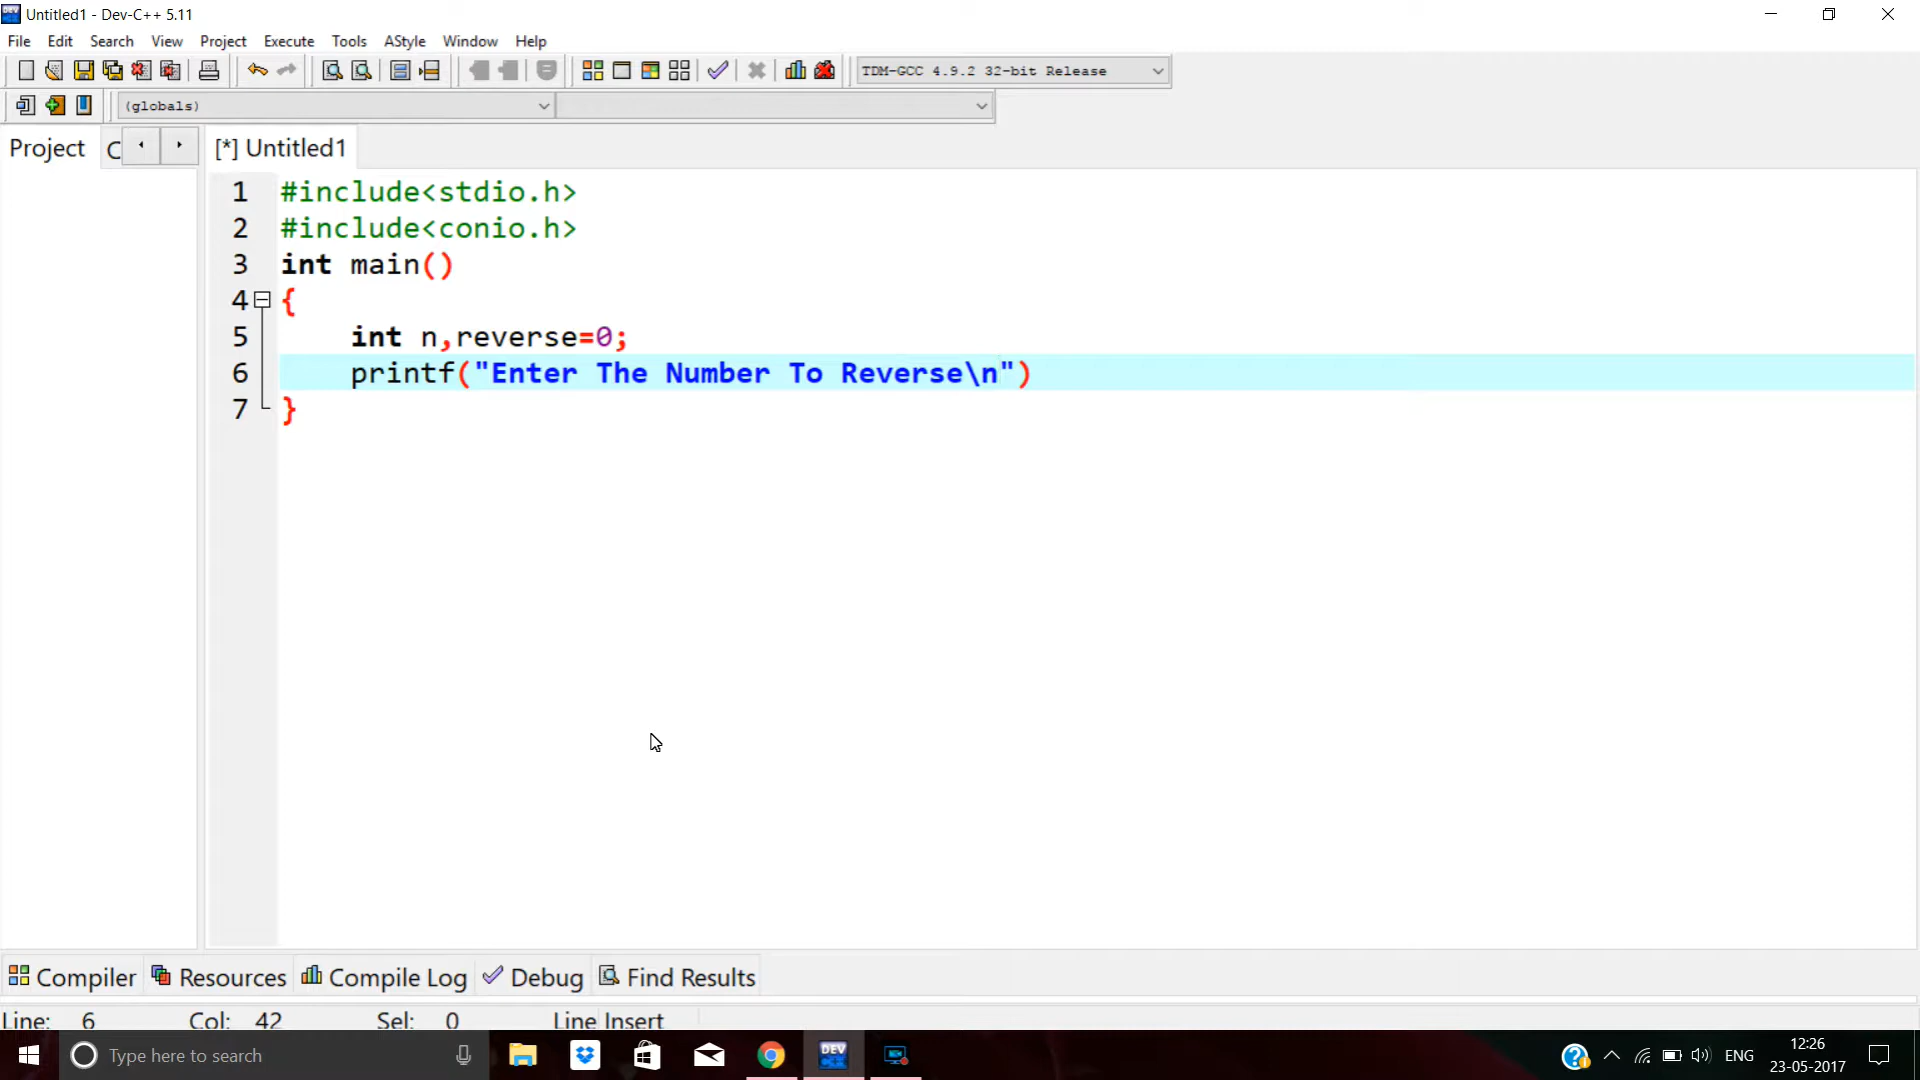 Untitled1 - Dev-C++ 5.11
File Edit Search View Project Execute Tools AStyle Window Help
TDM-GCC 4.9.2 32-bit Release
(globals)
Project C [*] Untitled1
1 #include<stdio.h>
2 #include<conio.h>
3 int main()
4 {
5 int n,reverse=0;
6 printf("Enter The Number To Reverse\n")
7 }
Compiler Resources Compile Log Debug Find Results
Line: 6 Col: 42 Sel: 0 Line Insert
Type here to search DEV C++ ENG 12:26
23-05-2017